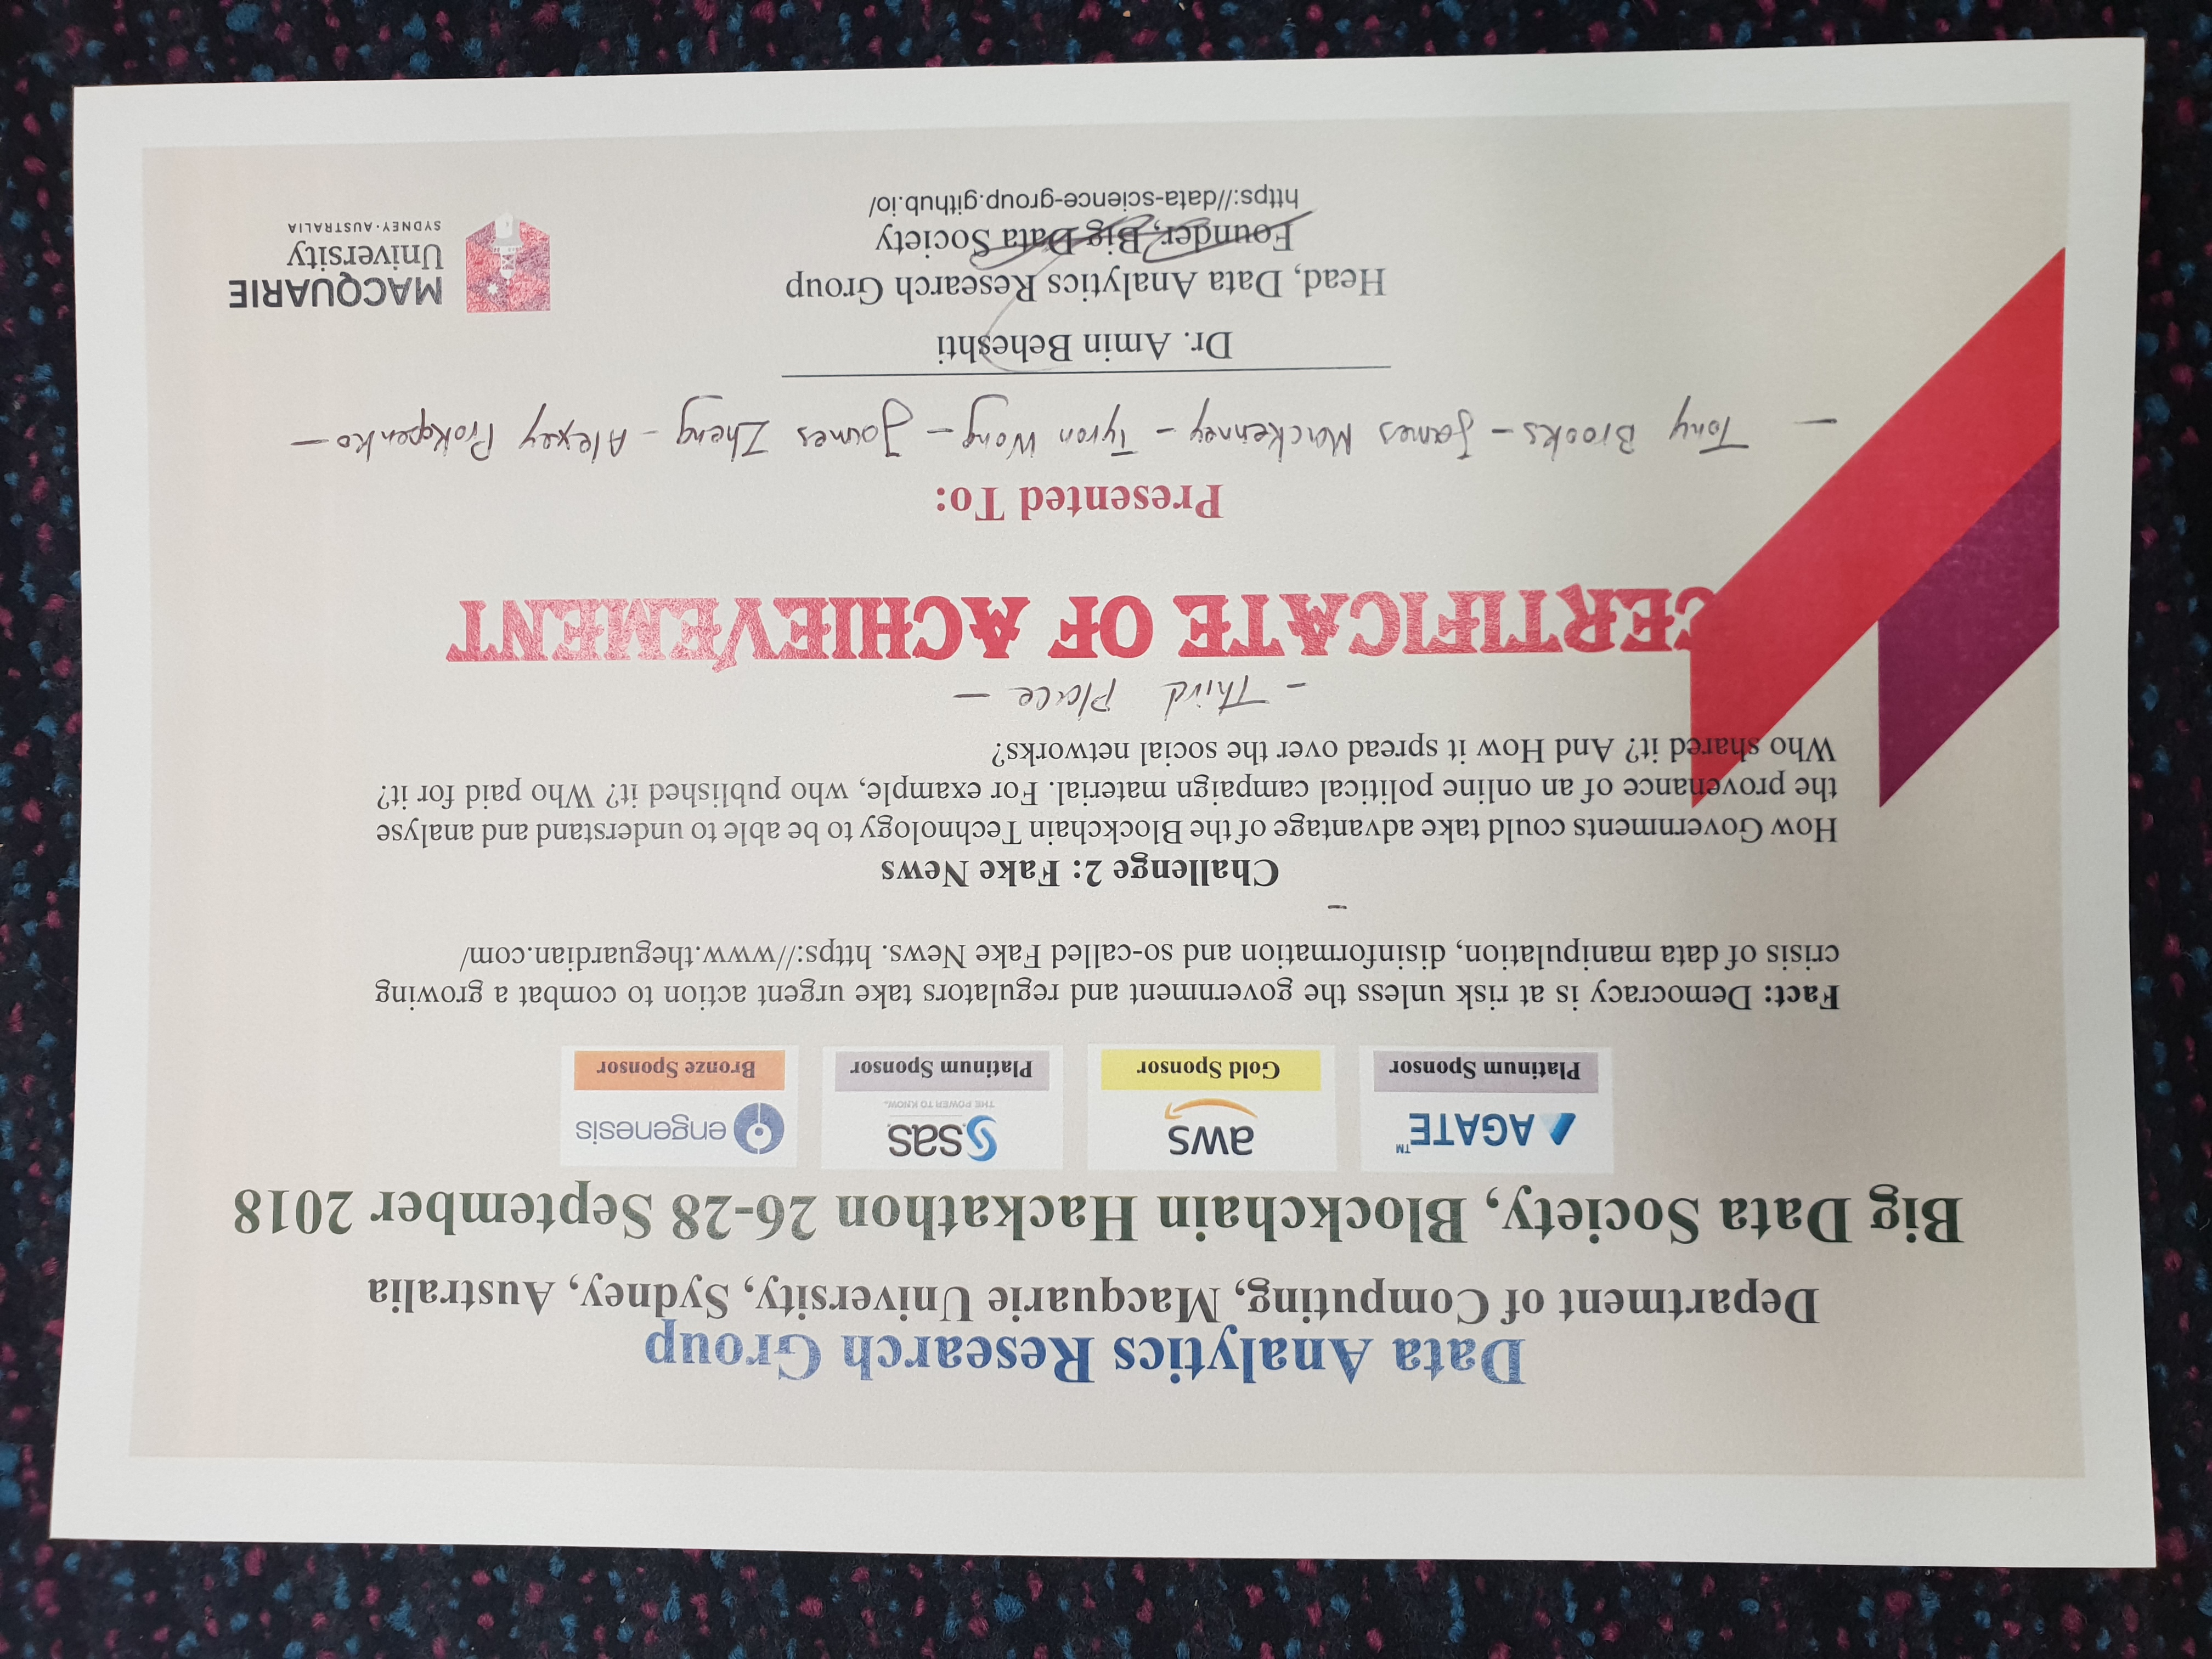 Data Analytics Research Group
Department of Computing, Macquarie University, Sydney, Australia
Big Data Society, Blockchain Hackathon 26-28 September 2018
AGATE™
Platinum Sponsor
aws
Gold Sponsor
sas
THE POWER TO KNOW.
Platinum Sponsor
engenesis
Bronze Sponsor
Fact: Democracy is at risk unless the government and regulators take urgent action to combat a growing
crisis of data manipulation, disinformation and so-called Fake News. https://www.theguardian.com/
-
Challenge 2: Fake News
How Governments could take advantage of the Blockchain Technology to be able to understand and analyse
the provenance of an online political campaign material. For example, who published it? Who paid for it?
Who shared it? And How it spread over the social networks?
- Third Place -
CERTIFICATE OF ACHIEVEMENT
Presented To:
- Tony Brooks - James Mackenney - Tyron Wong - James Zheng - Alexey Prokopenko -
Dr. Amin Beheshti
Head, Data Analytics Research Group
Founder, Big Data Society
https://data-science-group.github.io/
MACQUARIE
University
SYDNEY·AUSTRALIA